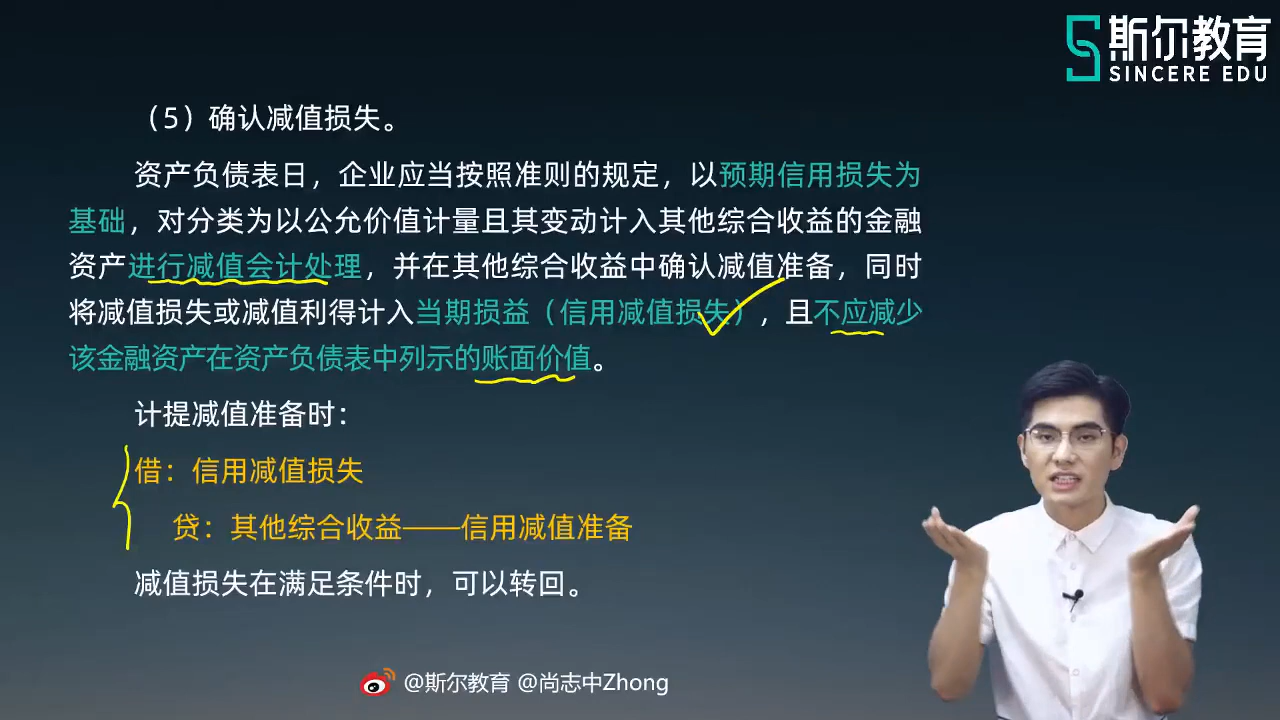 斯尔教育
SINCERE EDU
（5）确认减值损失。
资产负债表日，企业应当按照准则的规定，以预期信用损失为
基础，对分类为以公允价值计量且其变动计入其他综合收益的金融
资产进行减值会计处理，并在其他综合收益中确认减值准备，同时
将减值损失或减值利得计入当期损益（信用减值损失），且不应减少
该金融资产在资产负债表中列示的账面价值。
计提减值准备时：
借：信用减值损失
贷：其他综合收益——信用减值准备
减值损失在满足条件时，可以转回。
@斯尔教育 @尚志中Zhong